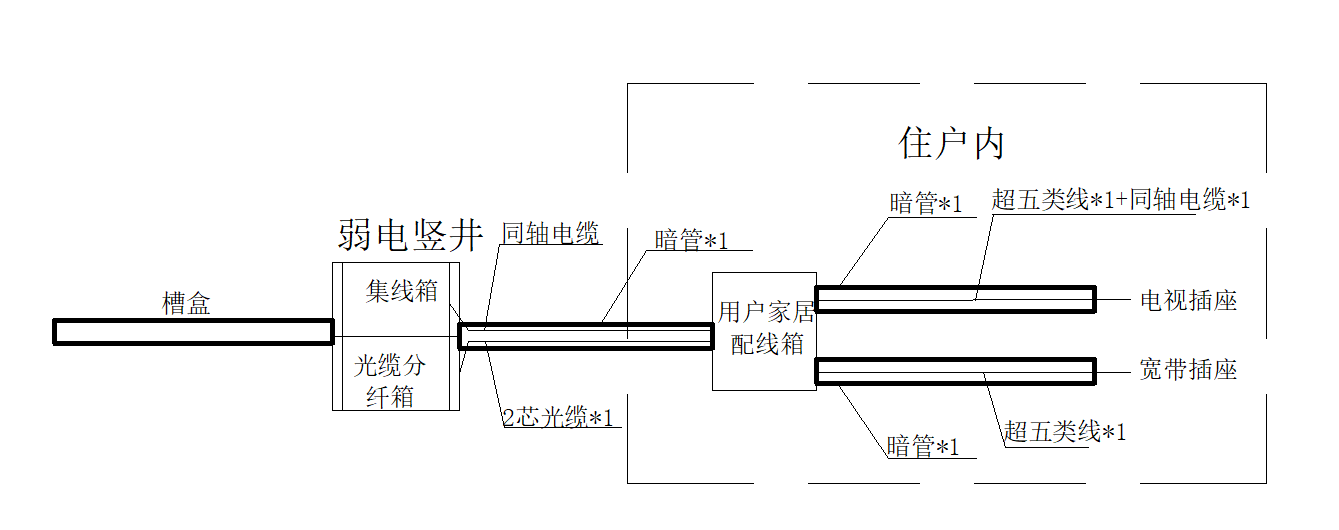 住户内
暗管*1
超五类线*1+同轴电缆*1
弱电竖井
同轴电缆
暗管*1
槽盒
集线箱
用户家居
配线箱
电视插座
光缆分
纤箱
宽带插座
2芯光缆*1
暗管*1
超五类线*1